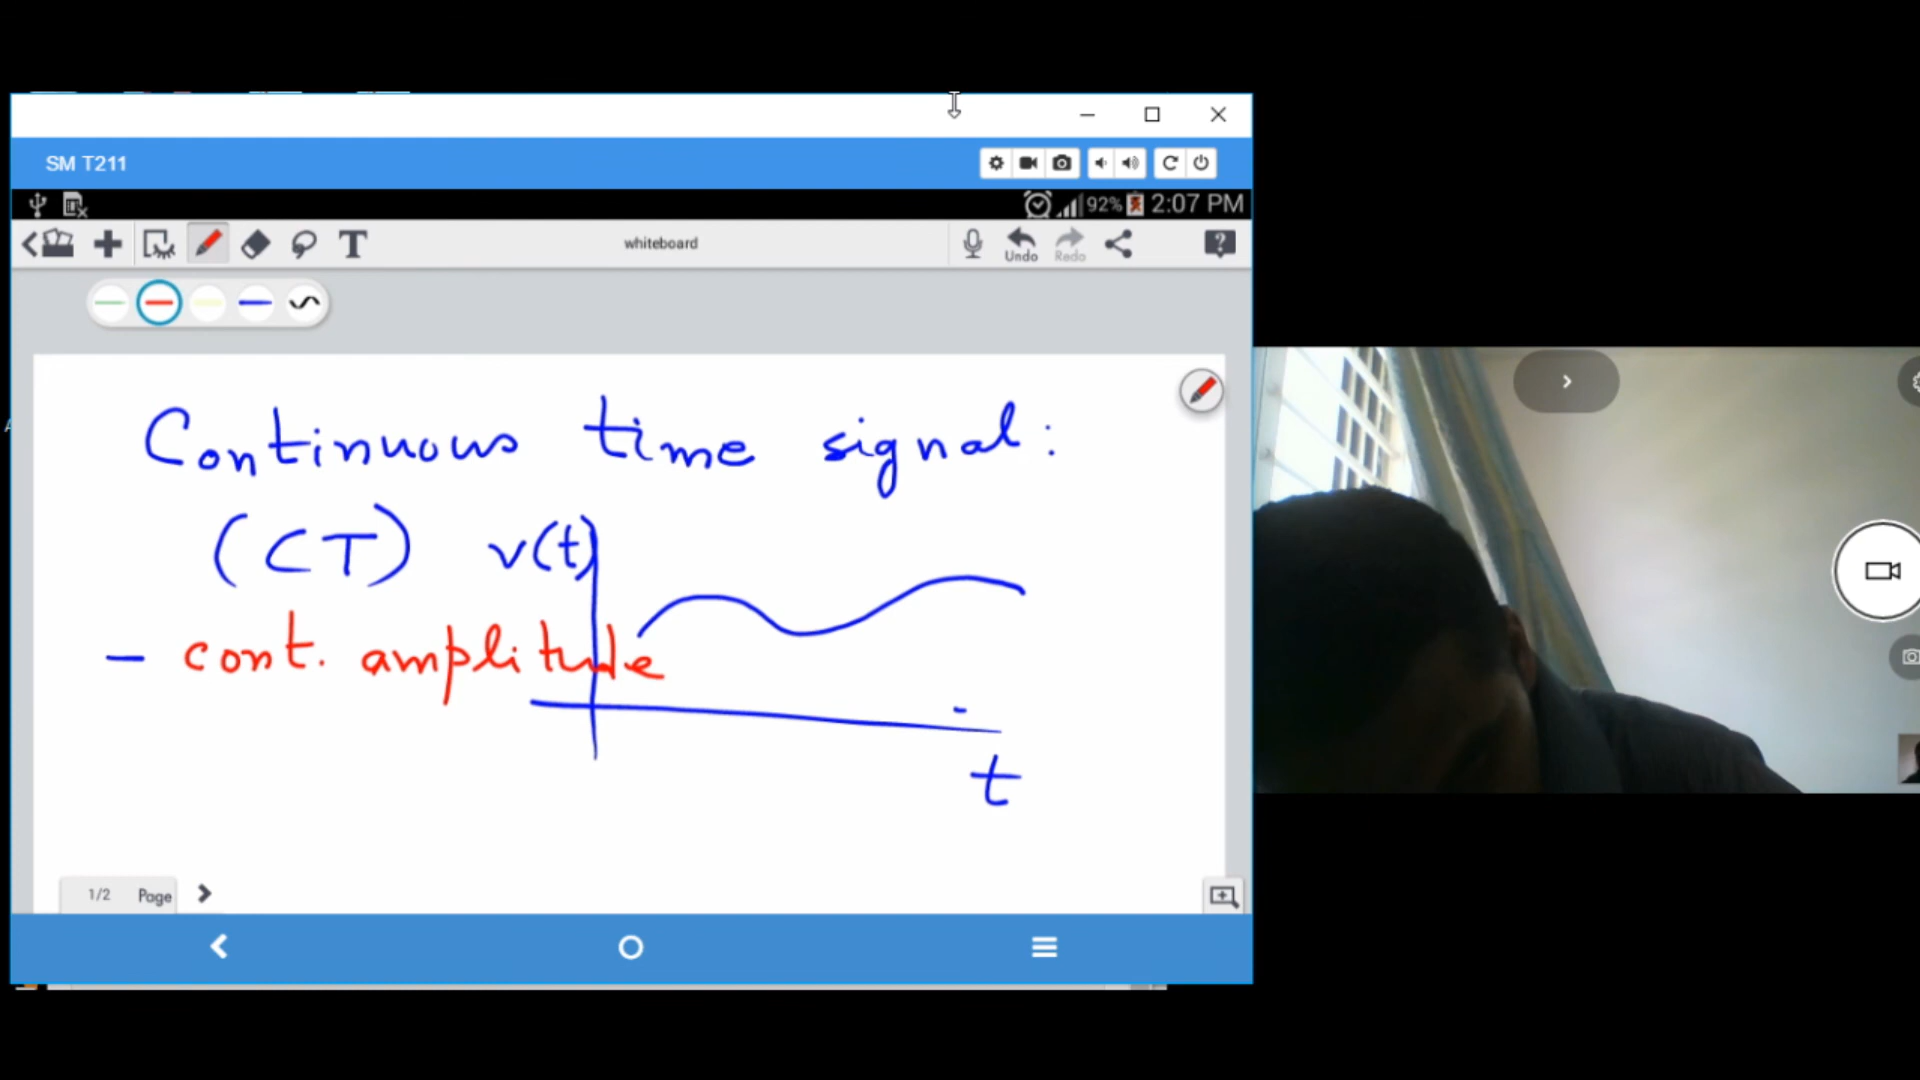 SM T211
92% 2:07 PM
T whiteboard Undo Redo
Continuous time signal:
(CT) v(t)
- cont. amplitude
t
1/2 Page